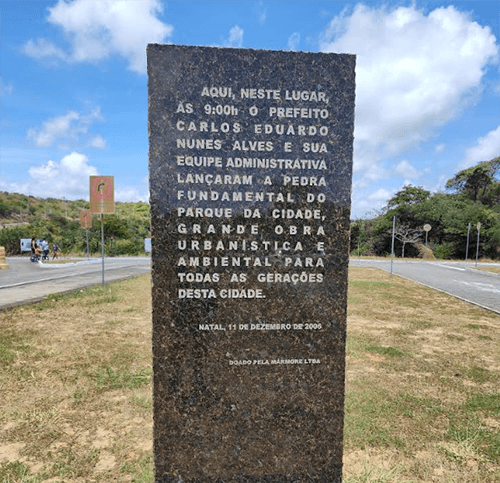 AQUI, NESTE LUGAR,
ÀS 9:00h O PREFEITO
CARLOS EDUARDO
NUNES ALVES E SUA
EQUIPE ADMINISTRATIVA
LANÇARAM A PEDRA
FUNDAMENTAL DO
PARQUE DA CIDADE,
GRANDE OBRA
URBANÍSTICA E
AMBIENTAL PARA
TODAS AS GERAÇÕES
DESTA CIDADE.
NATAL, 11 DE DEZEMBRO DE 2006
DOADO PELA MÁRMORE LTDA